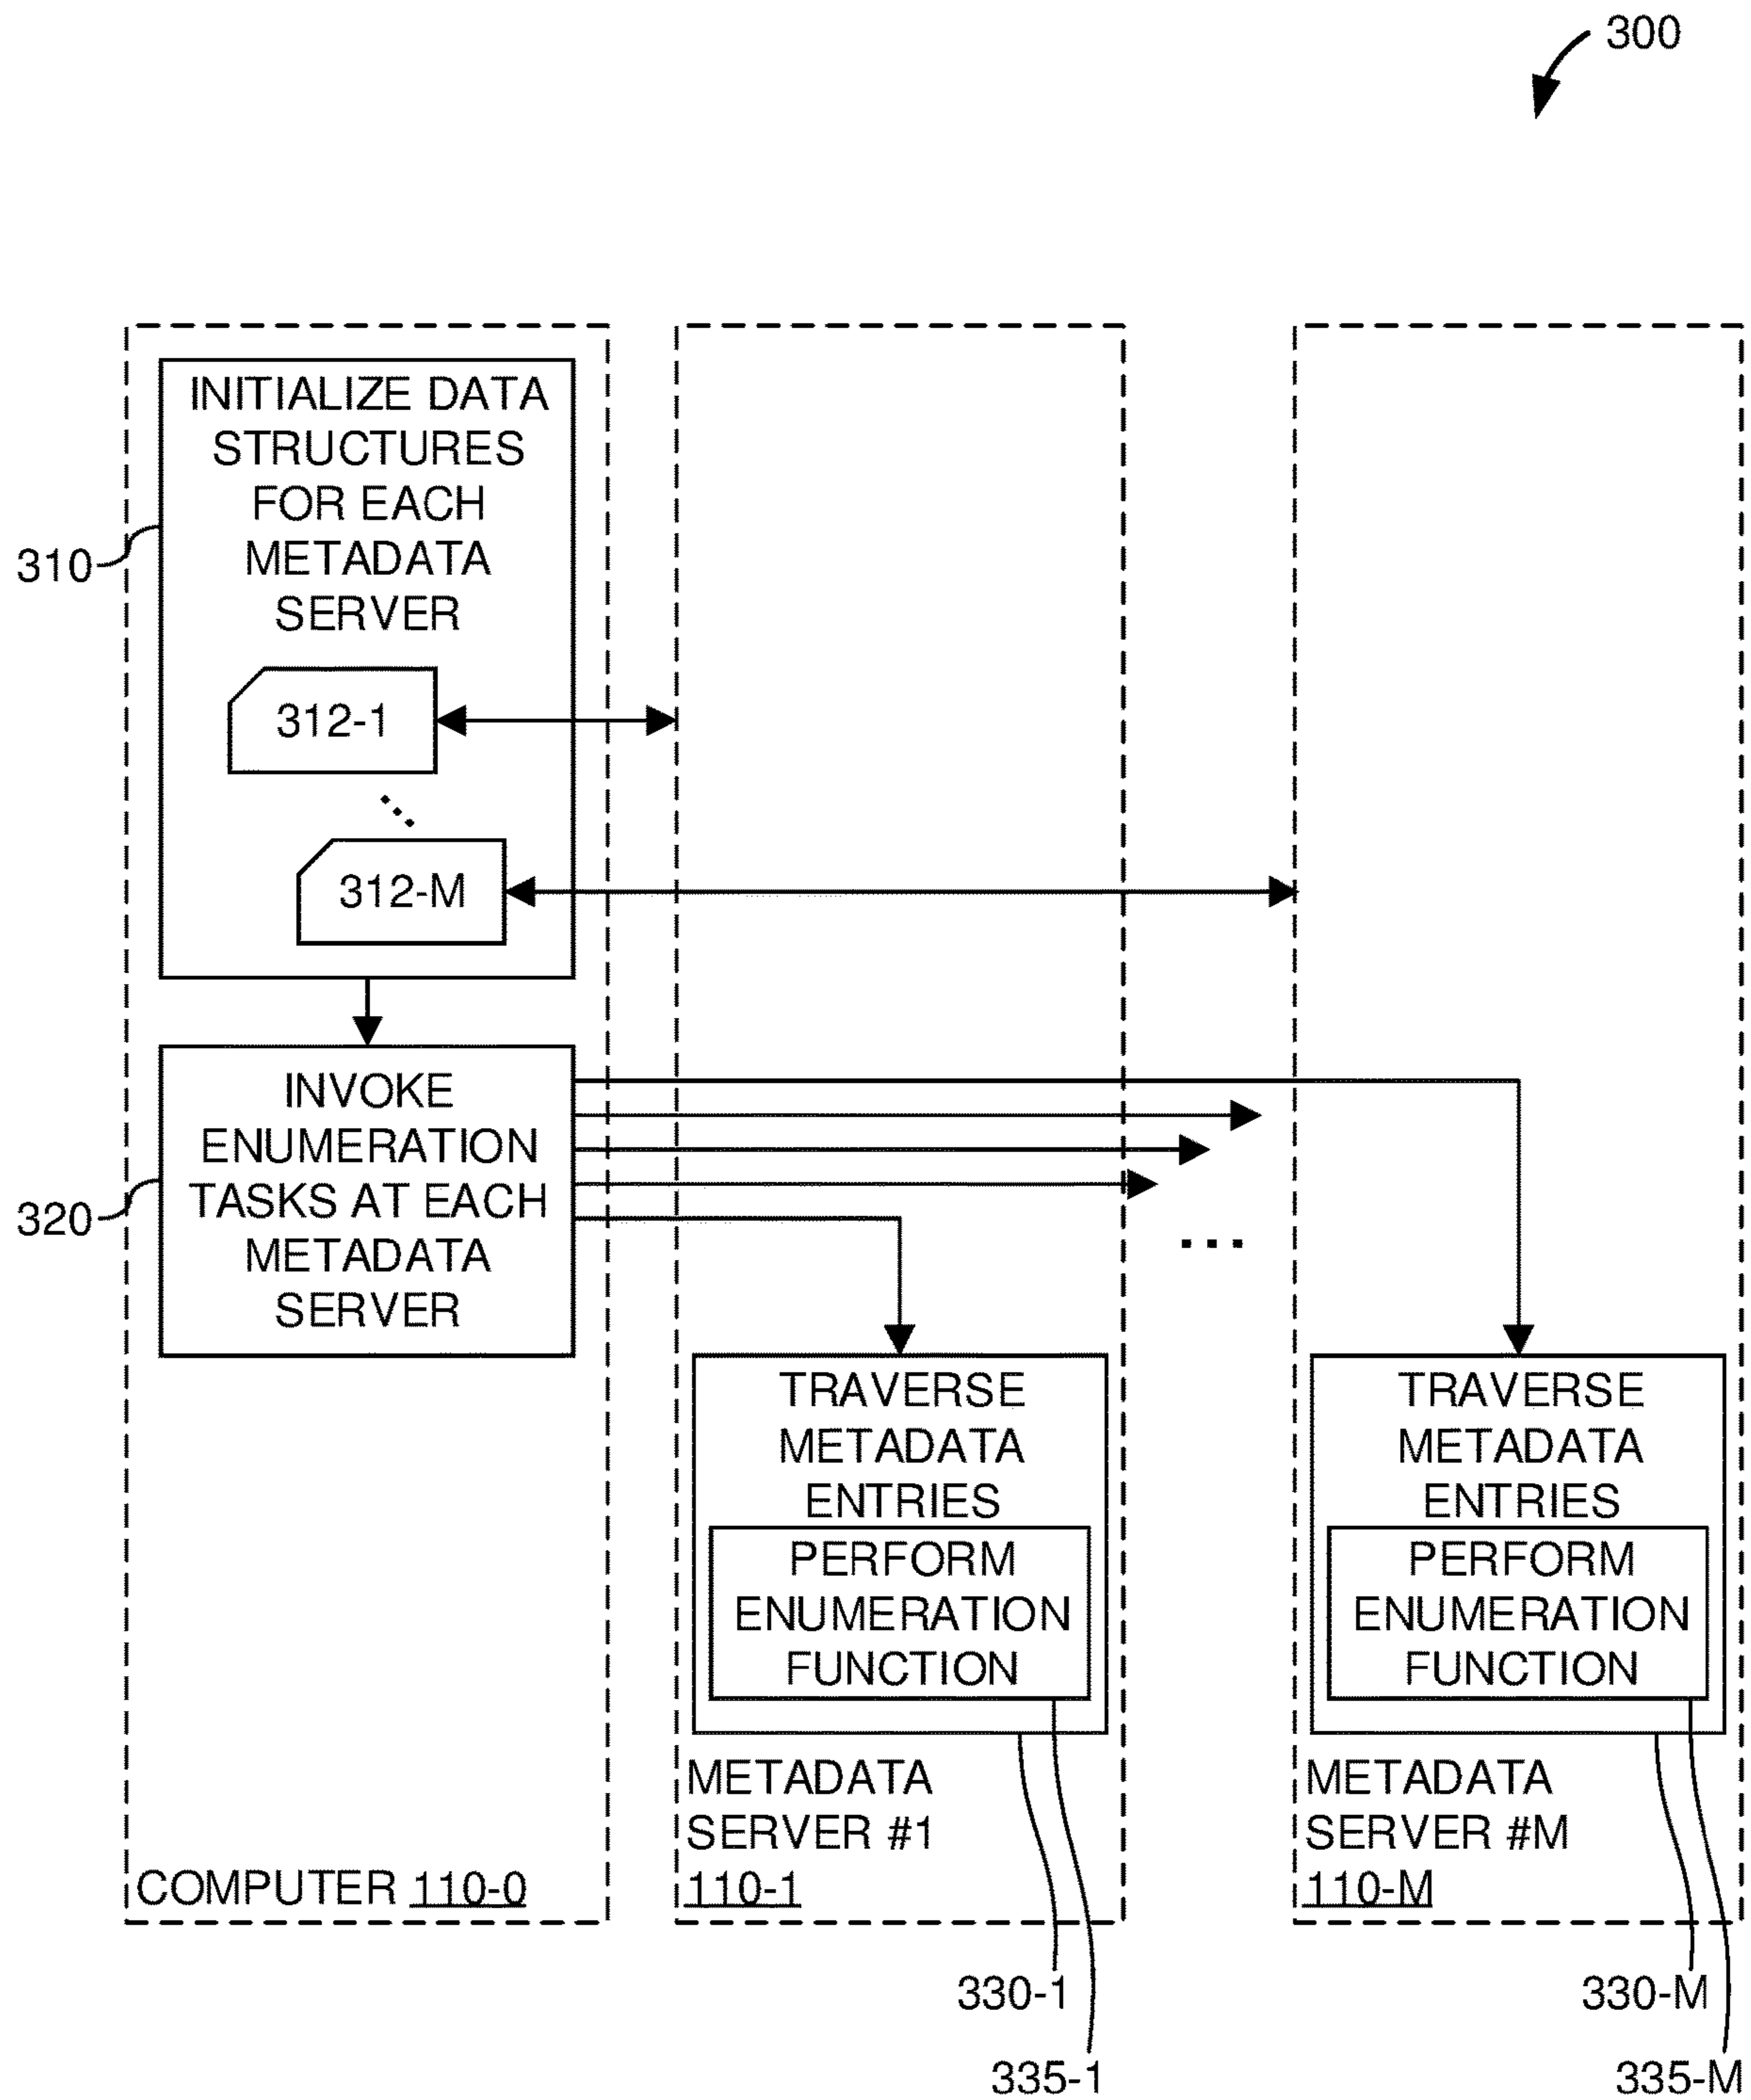 300
INITIALIZE DATA
STRUCTURES
FOR EACH
METADATA
SERVER
310
312-1
312-M
INVOKE
ENUMERATION
TASKS AT EACH
METADATA
SERVER
320
COMPUTER 110-0
TRAVERSE
METADATA
ENTRIES
PERFORM
ENUMERATION
FUNCTION
METADATA
SERVER #1
110-1
330-1
335-1
...
TRAVERSE
METADATA
ENTRIES
PERFORM
ENUMERATION
FUNCTION
METADATA
SERVER #M
110-M
330-M
335-M